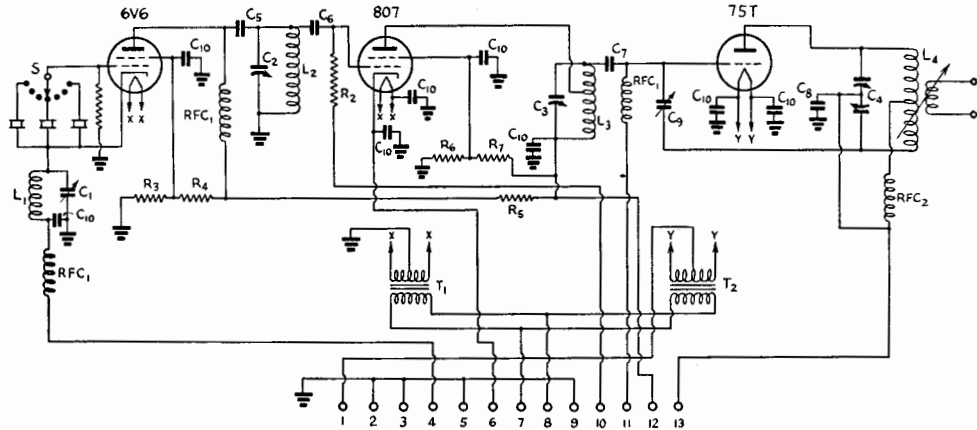 6V6
807
75T
S
C10
C5
C2
L2
C6
R2
RFC1
X X
C10
C10
C10
X X
C3
C10
L3
C7
RFC1
C9
C10
C10
Y Y
C8
C4
L4
L1
C1
C10
RFC1
R3
R4
R6
R7
R5
RFC2
X X
T1
Y Y
T2
1 2 3 4 5 6 7 8 9 10 11 12 13